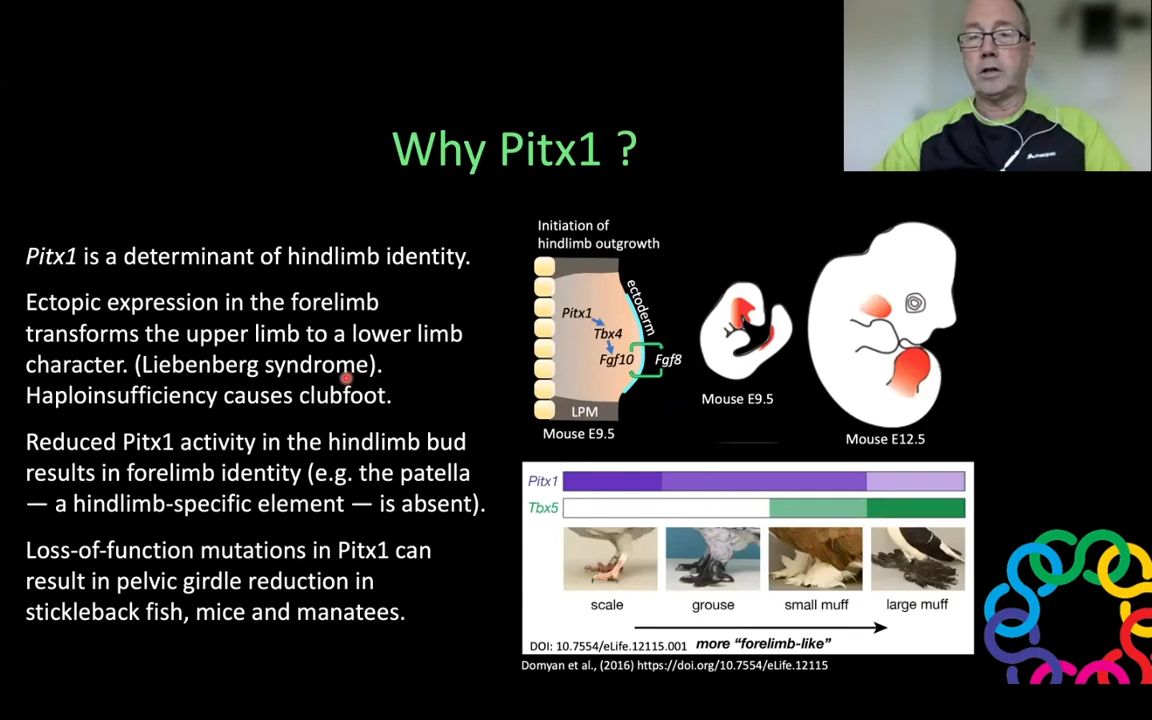 Why Pitx1 ?
Pitx1 is a determinant of hindlimb identity.
Ectopic expression in the forelimb
transforms the upper limb to a lower limb
character. (Liebenberg syndrome).
Haploinsufficiency causes clubfoot.
Reduced Pitx1 activity in the hindlimb bud
results in forelimb identity (e.g. the patella
— a hindlimb-specific element — is absent).
Loss-of-function mutations in Pitx1 can
result in pelvic girdle reduction in
stickleback fish, mice and manatees.
Initiation of
hindlimb outgrowth
ectoderm
Pitx1
Tbx4
Fgf10
Fgf8
LPM
Mouse E9.5
Mouse E9.5
Mouse E12.5
Pitx1
Tbx5
scale
grouse
small muff
large muff
DOI: 10.7554/eLife.12115.001
more “forelimb-like”
Domyan et al., (2016) https://doi.org/10.7554/eLife.12115